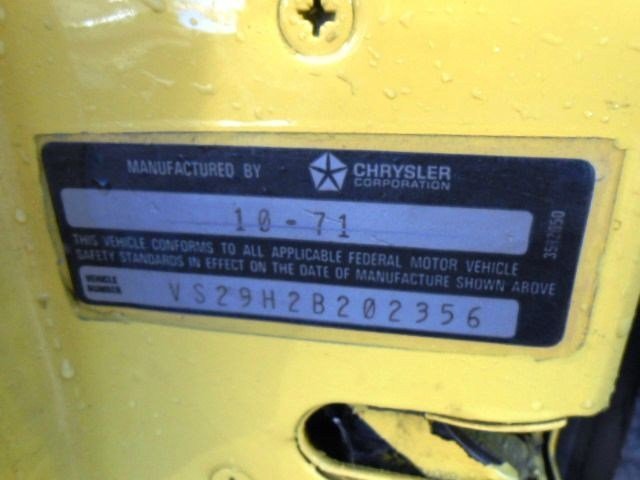 MANUFACTURED BY CHRYSLER CORPORATION
10-71
THIS VEHICLE CONFORMS TO ALL APPLICABLE FEDERAL MOTOR VEHICLE
SAFETY STANDARDS IN EFFECT ON THE DATE OF MANUFACTURE SHOWN ABOVE
VEHICLE NUMBER VS29H2B202356